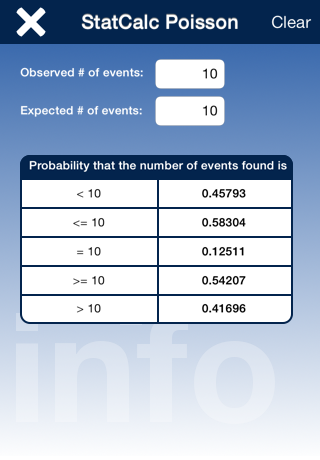 StatCalc Poisson Clear
Observed # of events: 10
Expected # of events: 10
Probability that the number of events found is
< 10 0.45793
<= 10 0.58304
= 10 0.12511
>= 10 0.54207
> 10 0.41696
info